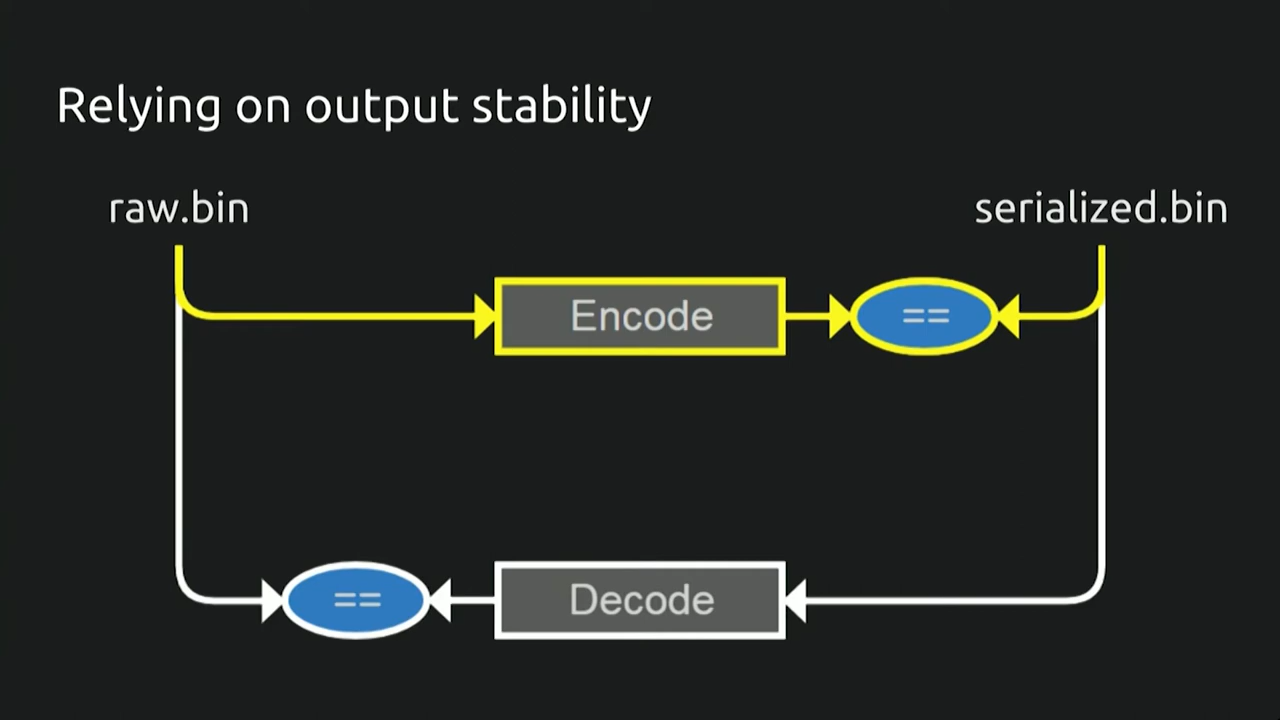 Relying on output stability
raw.bin
serialized.bin
Encode
==
==
Decode